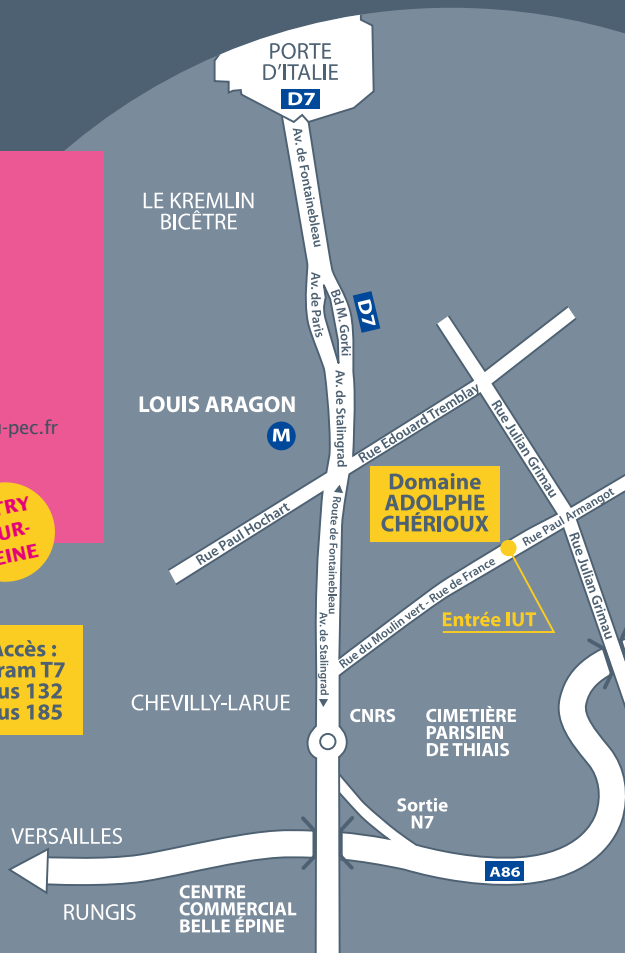 PORTE
D'ITALIE
D7
Av. de Fontainebleau
LE KREMLIN
BICÊTRE
Av. de Paris
Bd M. Gorki
D7
u-pec.fr
LOUIS ARAGON
M
Av. de Stalingrad
Rue Edouard Tremblay
Rue Julian Grimau
Domaine
ADOLPHE
CHÉRIOUX
Rue Paul Hochart
Route de Fontainebleau
Rue Paul Armangot
TRY
UR-
EINE
Rue du Moulin vert - Rue de France
Rue Julian Grimau
Entrée IUT
Av. de Stalingrad
Accès :
ram T7
us 132
us 185
CHEVILLY-LARUE
CNRS
CIMETIÈRE
PARISIEN
DE THIAIS
Sortie
N7
VERSAILLES
A86
RUNGIS
CENTRE
COMMERCIAL
BELLE ÉPINE